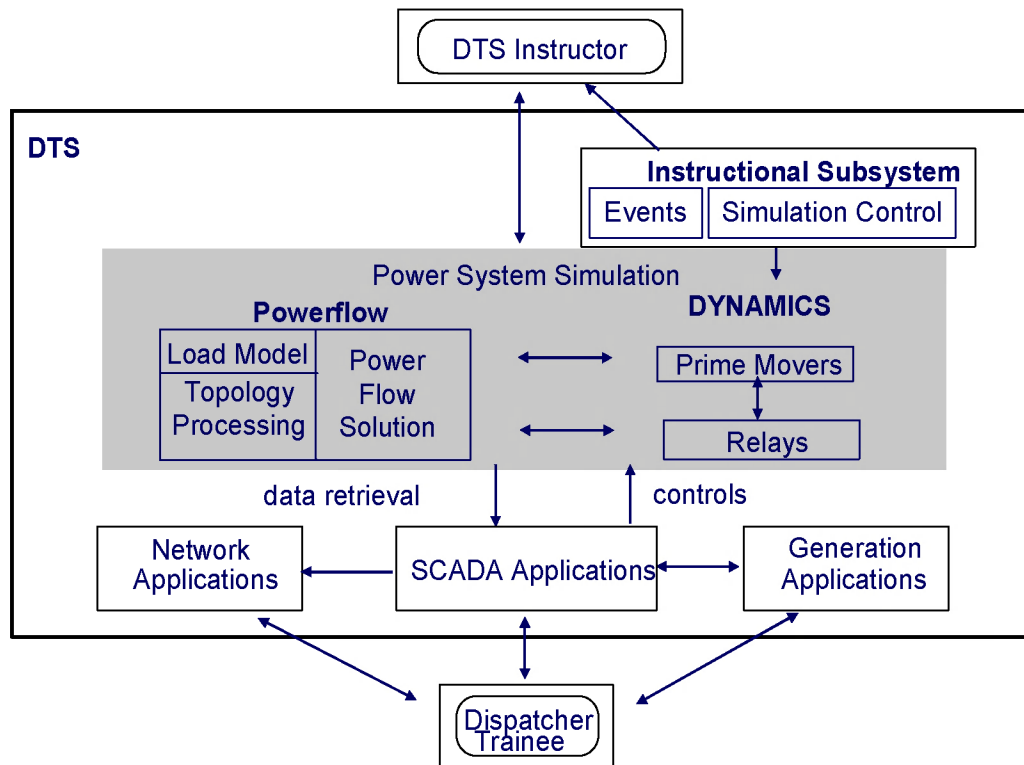 DTS Instructor
DTS
Instructional Subsystem
Events
Simulation Control
Power System Simulation
Powerflow
DYNAMICS
Load Model
Topology
Processing
Power
Flow
Solution
Prime Movers
Relays
data retrieval
controls
Network
Applications
SCADA Applications
Generation
Applications
Dispatcher
Trainee